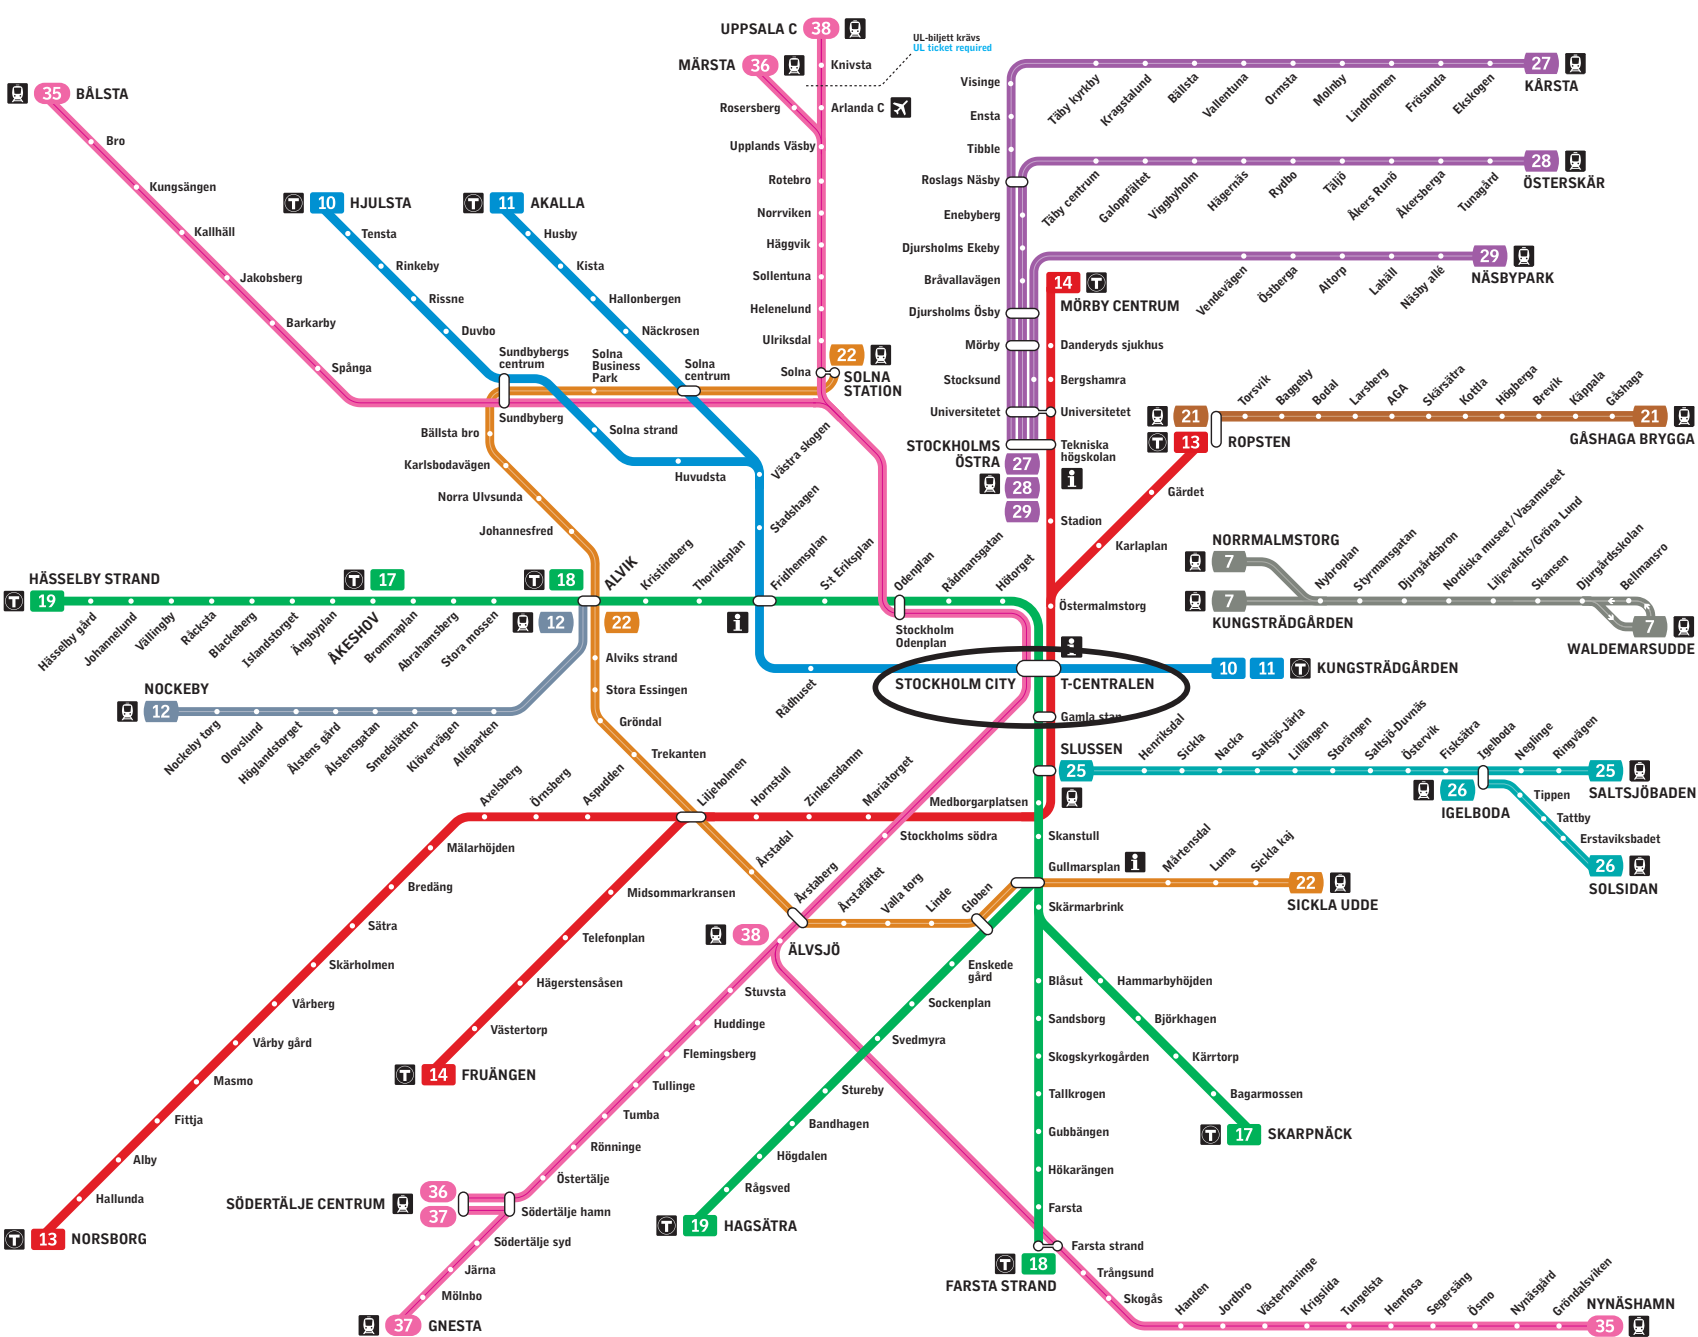 UPPSALA C 38
MÄRSTA 36
Knivsta
UL-biljett krävs
UL ticket required
Rosersberg
Arlanda C
Upplands Väsby
Rotebro
Norrviken
Häggvik
Sollentuna
Helenelund
Ulriksdal
Solna
22
SOLNA
STATION
35 BÅLSTA
Bro
Kungsängen
Kallhäll
Jakobsberg
Barkarby
Spånga
T 10 HJULSTA
Tensta
Rinkeby
Rissne
Duvbo
Sundbybergs
centrum
Sundbyberg
T 11 AKALLA
Husby
Kista
Hallonbergen
Näckrosen
Solna
Business
Park
Solna
centrum
Solna strand
Huvudsta
Västra skogen
Stadshagen
Bällsta bro
Karlsbodavägen
Norra Ulvsunda
Johannesfred
Visinge
Ensta
Tibble
Roslags Näsby
Enebyberg
Djursholms Ekeby
Bråvallavägen
Djursholms Ösby
Mörby
Stocksund
Universitetet
STOCKHOLMS
ÖSTRA
27
28
29
Täby kyrkby
Kragstalund
Bällsta
Vallentuna
Ormsta
Molnby
Lindholmen
Frösunda
Ekskogen
27
KÅRSTA
Täby centrum
Galoppfältet
Viggbyholm
Hägernäs
Rydbo
Täljö
Åkers Runö
Åkersberga
Tunagård
28
ÖSTERSKÄR
Vendevägen
Östberga
Altorp
Lahäll
Näsby allé
29
NÄSBYPARK
14 T
MÖRBY CENTRUM
Danderyds sjukhus
Bergshamra
Universitetet
Tekniska
högskolan
i
Stadion
21
T 13 ROPSTEN
Torsvik
Baggeby
Bodal
Larsberg
AGA
Skärsätra
Kottla
Högberga
Brevik
Käppala
Gåshaga
21
GÅSHAGA BRYGGA
Gärdet
Karlaplan
Östermalmstorg
NORRMALMSTORG
7
7
KUNGSTRÄDGÅRDEN
Nybroplan
Styrmansgatan
Djurgårdsbron
Nordiska museet/Vasamuseet
Liljevalchs/Gröna Lund
Skansen
Djurgårdsskolan
Bellmansro
7
WALDEMARSUDDE
HÄSSELBY STRAND
T 19
Hässelby gård
Johannelund
Vällingby
Råcksta
Blackeberg
Islandstorget
Ängbyplan
T 17
ÅKESHOV
Brommaplan
Abrahamsberg
Stora mossen
T 18
ALVIK
12
22
Kristineberg
Thorildsplan
Fridhemsplan
i
S:t Eriksplan
Odenplan
Stockholm
Odenplan
Rådmansgatan
Hötorget
NOCKEBY
12
Nockeby torg
Olovslund
Höglandstorget
Ålstens gård
Ålstensgatan
Smedslätten
Klövervägen
Alléparken
Alviks strand
Stora Essingen
Gröndal
Trekanten
Rådhuset
STOCKHOLM CITY
i
T-CENTRALEN
10 11 T KUNGSTRÄDGÅRDEN
Gamla stan
SLUSSEN
25
Henriksdal
Sickla
Nacka
Saltsjö-Järla
Lillängen
Storängen
Saltsjö-Duvnäs
Östervik
Fisksätra
Igelboda
Neglinge
Ringvägen
25
SALTSJÖBADEN
26
IGELBODA
Tippen
Tattby
Erstaviksbadet
26
SOLSIDAN
Axelsberg
Örnsberg
Aspudden
Liljeholmen
Hornstull
Zinkensdamm
Mariatorget
Medborgarplatsen
Skanstull
Stockholms södra
Gullmarsplan
i
Mårtensdal
Luma
Sickla kaj
22
SICKLA UDDE
Årstadal
Årstaberg
Årstafältet
Valla torg
Linde
Globen
Skärmarbrink
Mälarhöjden
Bredäng
Sätra
Skärholmen
Vårberg
Vårby gård
Masmo
Fittja
Alby
Hallunda
T 13 NORSBORG
Midsommarkransen
Telefonplan
Hägerstensåsen
Västertorp
T 14 FRUÄNGEN
38
ÄLVSJÖ
Stuvsta
Huddinge
Flemingsberg
Tullinge
Tumba
Rönninge
Östertälje
SÖDERTÄLJE CENTRUM
36
37
Södertälje hamn
Södertälje syd
Järna
Mölnbo
37 GNESTA
Enskede
gård
Sockenplan
Svedmyra
Stureby
Bandhagen
Högdalen
Rågsved
T 19 HAGSÄTRA
Blåsut
Sandsborg
Skogskyrkogården
Tallkrogen
Gubbängen
Hökarängen
Farsta
T 18
FARSTA STRAND
Hammarbyhöjden
Björkhagen
Kärrtorp
Bagarmossen
T 17 SKARPNÄCK
Farsta strand
Trångsund
Skogås
Handen
Jordbro
Västerhaninge
Krigslida
Tungelsta
Hemfosa
Segersäng
Ösmo
Nynäsgård
Gröndalsviken
NYNÄSHAMN
35